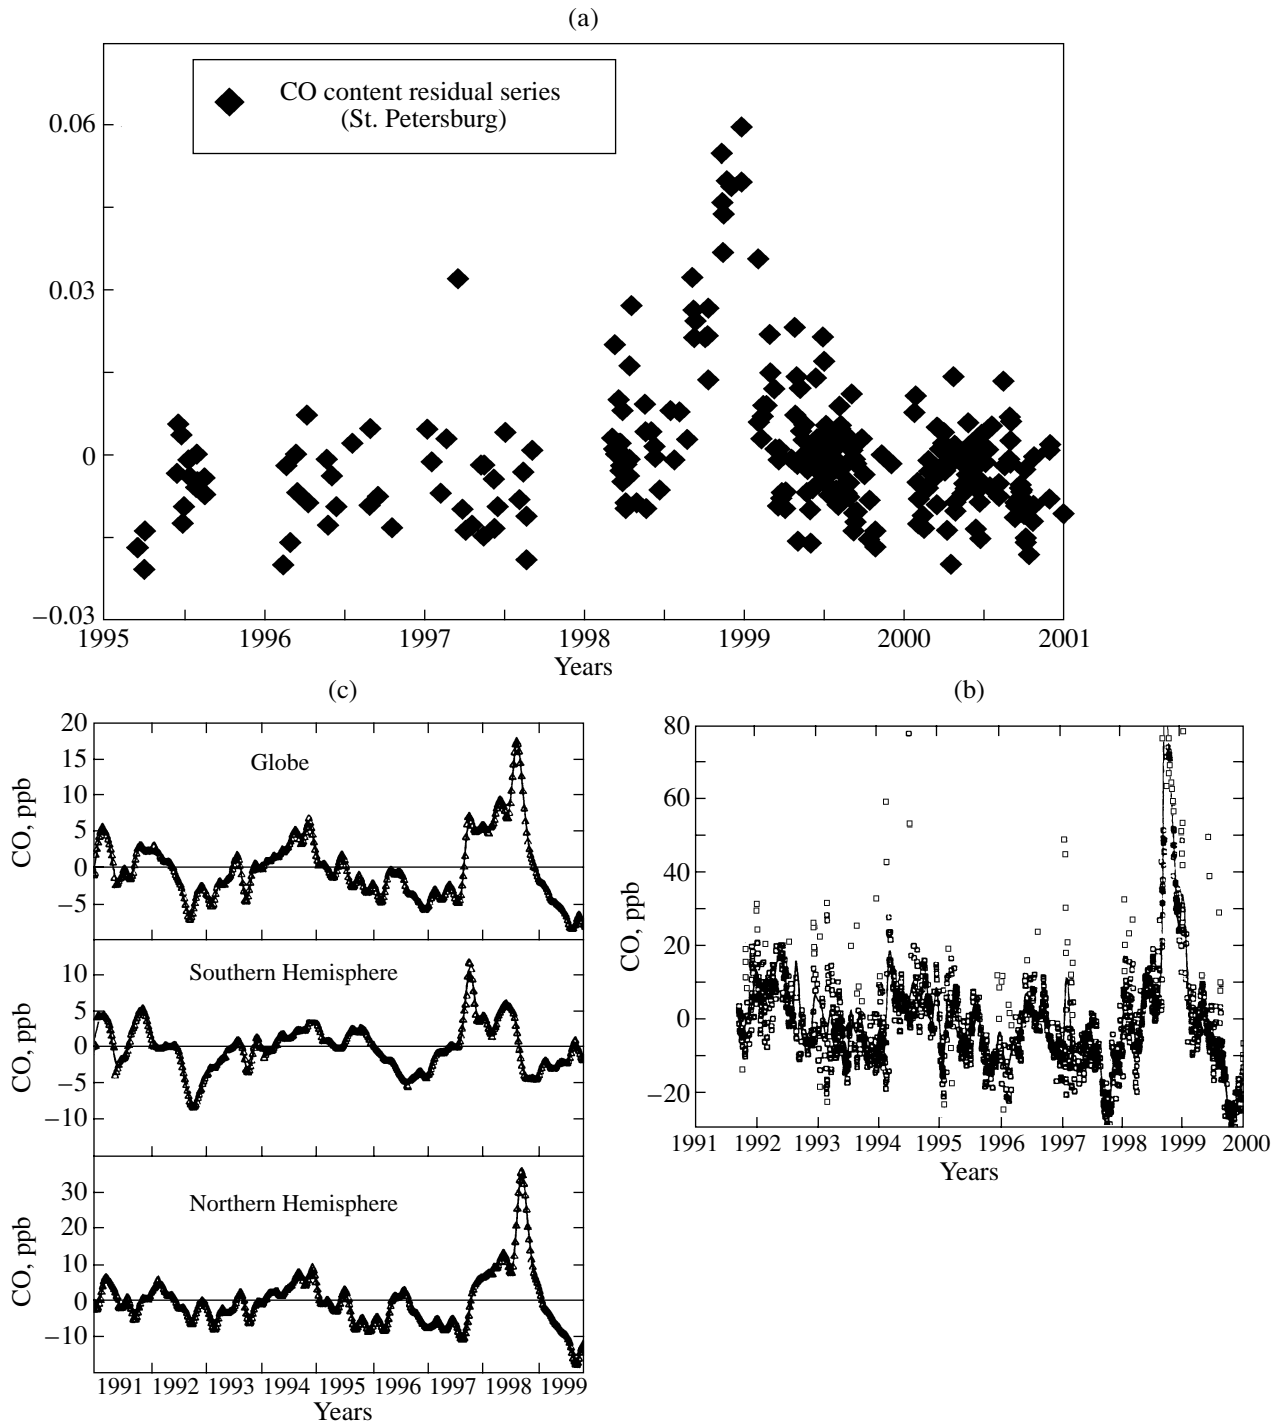 (a)
CO content residual series
(St. Petersburg)
0.06
0.03
0
−0.03
1995 1996 1997 1998 1999 2000 2001
Years
(c)
20
15
10
5
0
−5
CO, ppb
Globe
10
5
0
−5
−10
CO, ppb
Southern Hemisphere
30
20
10
0
−10
CO, ppb
Northern Hemisphere
1991 1992 1993 1994 1995 1996 1997 1998 1999
Years
(b)
80
60
40
20
0
−20
CO, ppb
1991 1992 1993 1994 1995 1996 1997 1998 1999 2000
Years